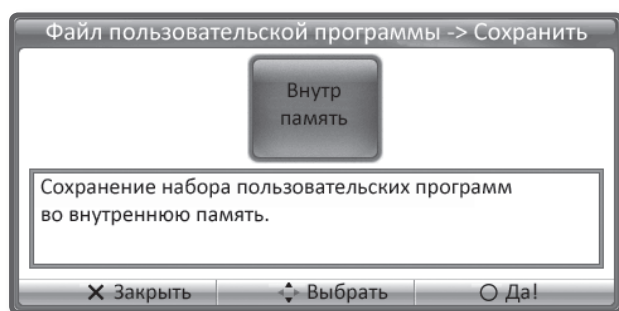 Файл пользовательской программы -> Сохранить
Внутр
память
Сохранение набора пользовательских программ
во внутреннюю память.
Закрыть Выбрать Да!